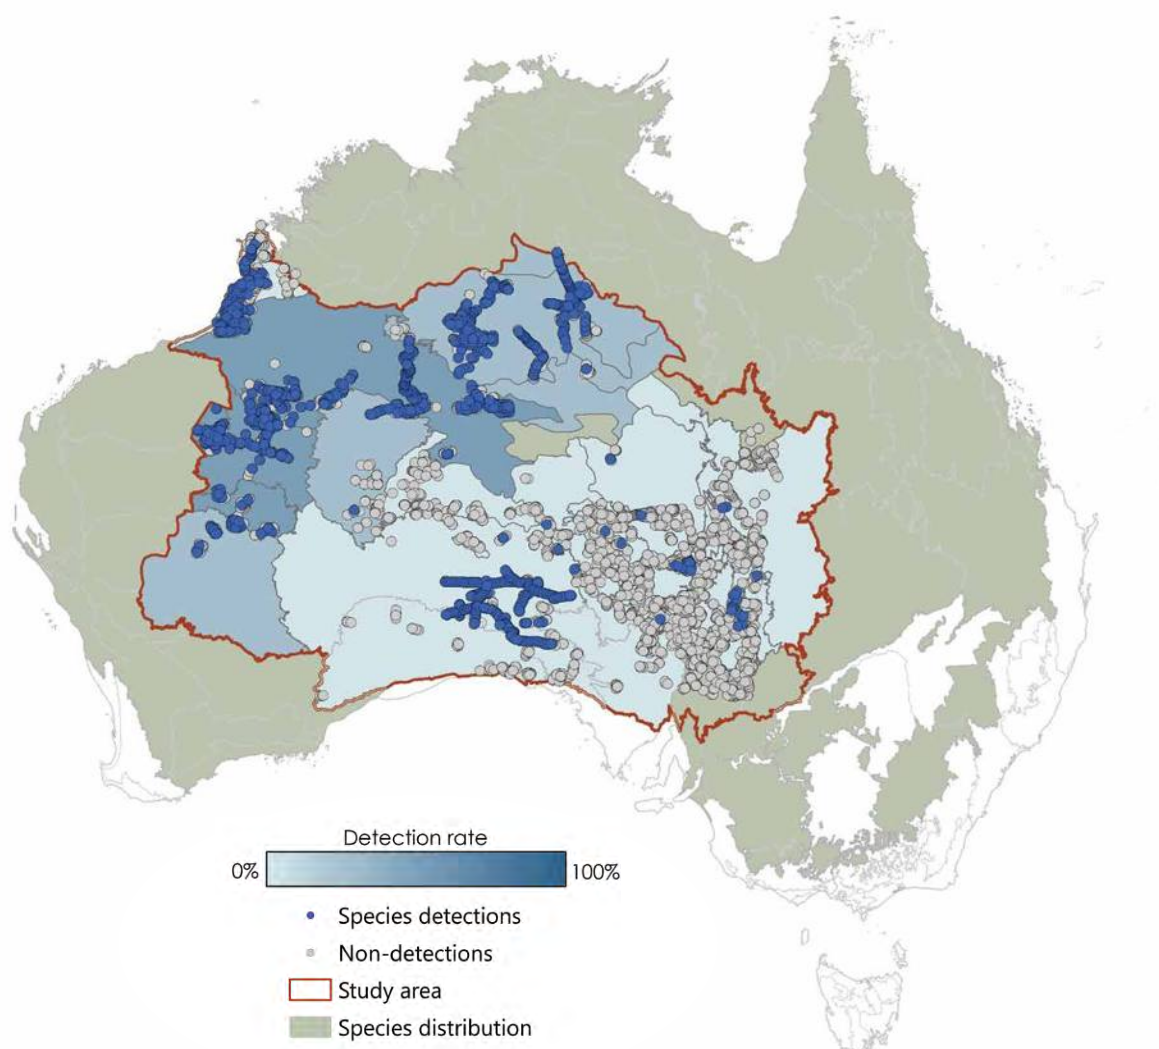 Detection rate
0% 100%
Species detections
Non-detections
Study area
Species distribution